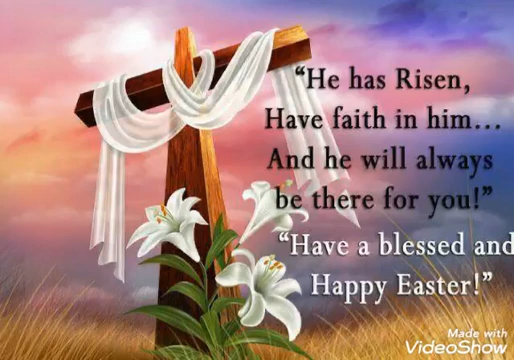 “He has Risen,
Have faith in him...
And he will always
be there for you!”
“Have a blessed and
Happy Easter!”
Made with
VideoShow